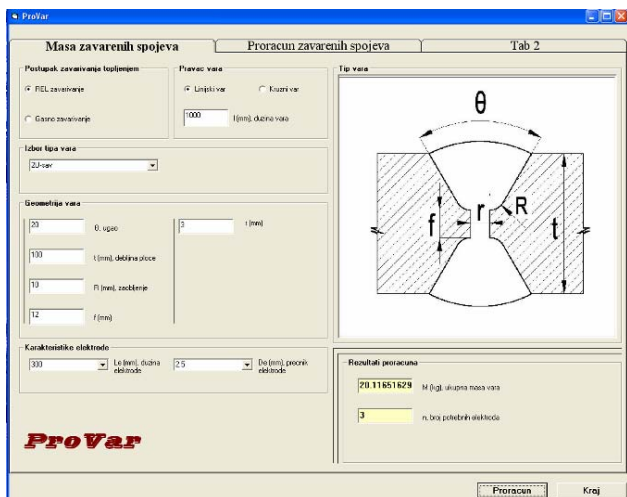 ProVar
Masa zavarenih spojeva
Proracun zavarenih spojeva
Tab 2
Postupak zavarivanja topljenjem
REL zavarivanje
Gasno zavarivanje
Pravac vara
Linijski var
Kruzni var
1000
l (mm), duzina vara
Izbor tipa vara
2U-sav
Geometrija vara
20
θ, ugao
3
r (mm)
100
t (mm), debljina ploce
10
R (mm), zaobljenje
12
f (mm)
Karakteristike elektrode
300
Le (mm), duzina elektrode
2.5
De (mm), precnik elektrode
ProVar
Tip vara
θ
f
r
R
t
Rezultati proracuna
20.11651629
M (kg), ukupna masa vara
3
n, broj potrebnih elektroda
Proracun
Kraj